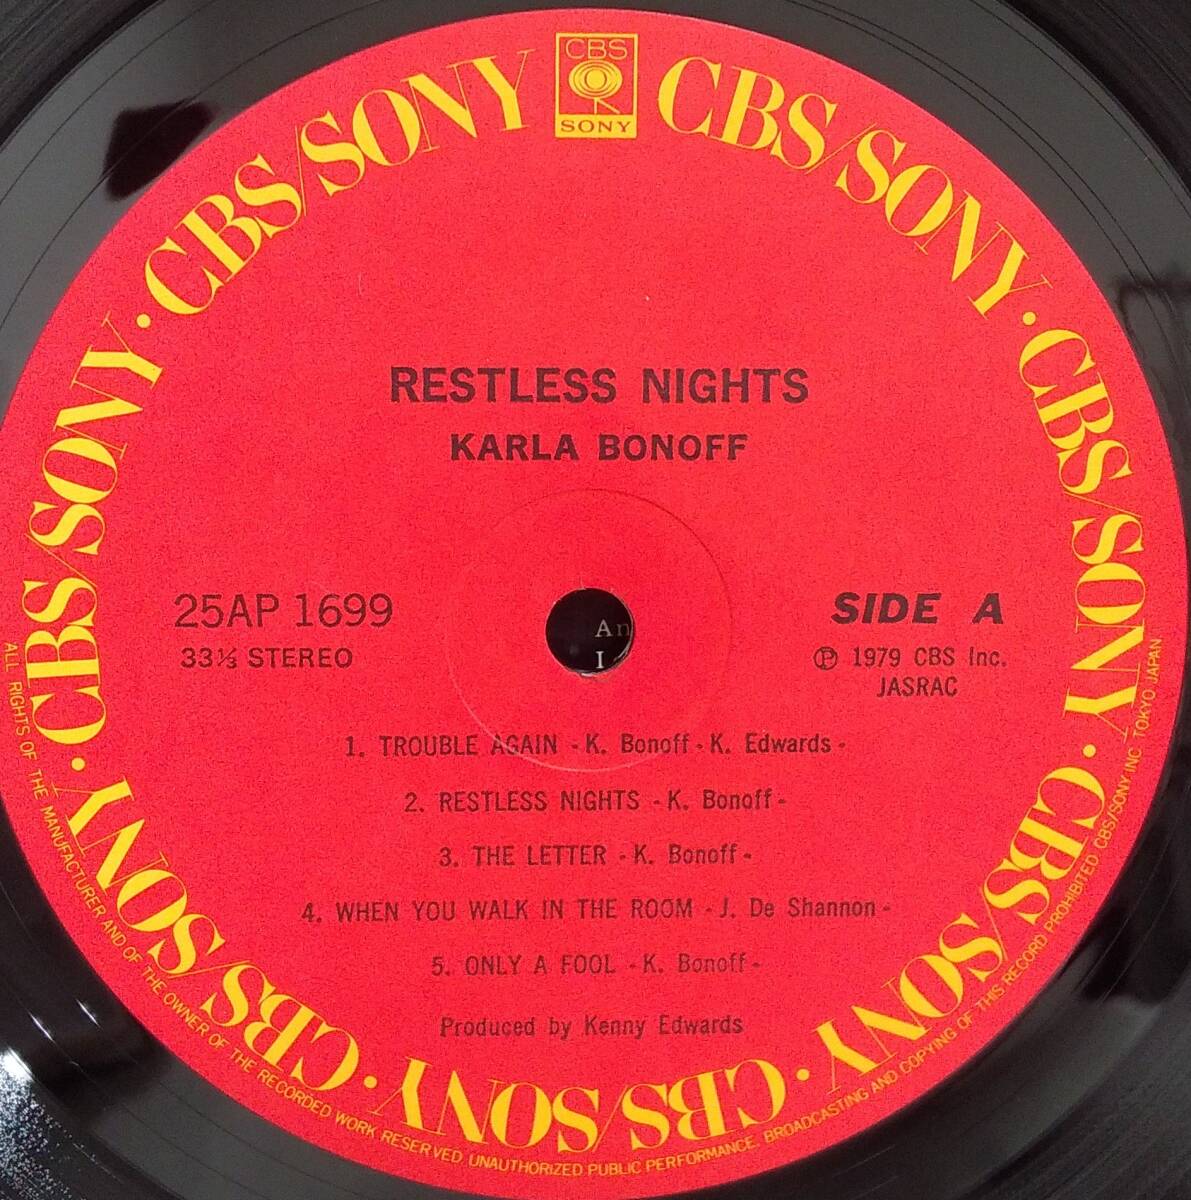 CBS
SONY
CBS/SONY · CBS/SONY · CBS/SONY · CBS/SONY · CBS/SONY · CBS/SONY · CBS/SONY · CBS/SONY
RESTLESS NIGHTS
KARLA BONOFF
25AP 1699
33⅓ STEREO
SIDE A
Ⓟ 1979 CBS Inc.
JASRAC
An
I
1. TROUBLE AGAIN -K. Bonoff-K. Edwards-
2. RESTLESS NIGHTS -K. Bonoff-
3. THE LETTER -K. Bonoff-
4. WHEN YOU WALK IN THE ROOM -J. De Shannon-
5. ONLY A FOOL -K. Bonoff-
Produced by Kenny Edwards
ALL RIGHTS OF THE MANUFACTURER AND OF THE OWNER OF THE RECORDED WORK RESERVED UNAUTHORIZED PUBLIC PERFORMANCE. BROADCASTING AND COPYING OF THIS RECORD PROHIBITED CBS/SONY INC TOKYO JAPAN